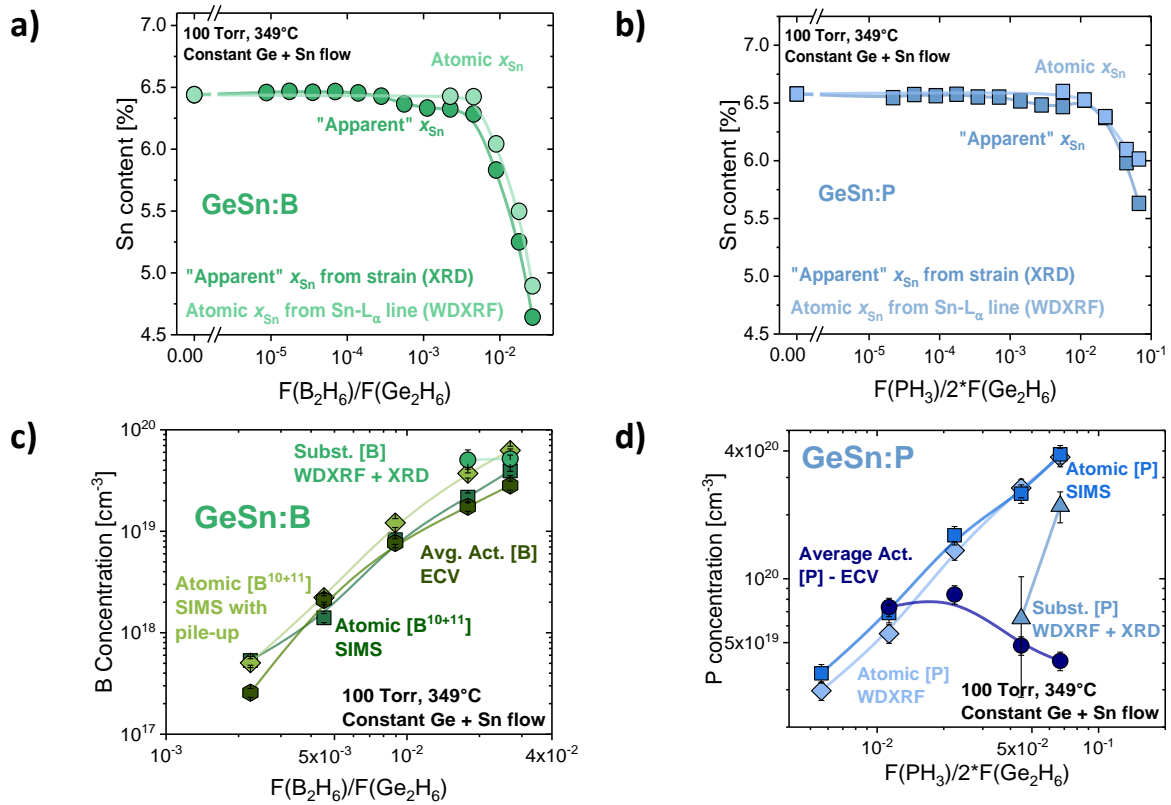 a)
100 Torr, 349°C
Constant Ge + Sn flow
Atomic xSn
"Apparent" xSn
GeSn:B
"Apparent" xSn from strain (XRD)
Atomic xSn from Sn-Lα line (WDXRF)
Sn content [%]
7.0
6.5
6.0
5.5
5.0
4.5
0.00
10⁻⁵
10⁻⁴
10⁻³
10⁻²
F(B₂H₆)/F(Ge₂H₆)
b)
100 Torr, 349°C
Constant Ge + Sn flow
Atomic xSn
"Apparent" xSn
GeSn:P
"Apparent" xSn from strain (XRD)
Atomic xSn from Sn-Lα line (WDXRF)
Sn content [%]
7.0
6.5
6.0
5.5
5.0
4.5
0.00
10⁻⁵
10⁻⁴
10⁻³
10⁻²
10⁻¹
F(PH₃)/2*F(Ge₂H₆)
c)
Subst. [B]
WDXRF + XRD
GeSn:B
Avg. Act. [B]
ECV
Atomic [B¹⁰⁺¹¹]
SIMS with
pile-up
Atomic [B¹⁰⁺¹¹]
SIMS
100 Torr, 349°C
Constant Ge + Sn flow
B Concentration [cm⁻³]
10²⁰
10¹⁹
10¹⁸
10¹⁷
10⁻³
5x10⁻³
10⁻²
4x10⁻²
F(B₂H₆)/F(Ge₂H₆)
d)
GeSn:P
Atomic [P]
SIMS
Average Act.
[P] - ECV
Subst. [P]
WDXRF + XRD
Atomic [P]
WDXRF
100 Torr, 349°C
Constant Ge + Sn flow
P concentration [cm⁻³]
4x10²⁰
10²⁰
5x10¹⁹
10⁻²
5x10⁻²
10⁻¹
F(PH₃)/2*F(Ge₂H₆)